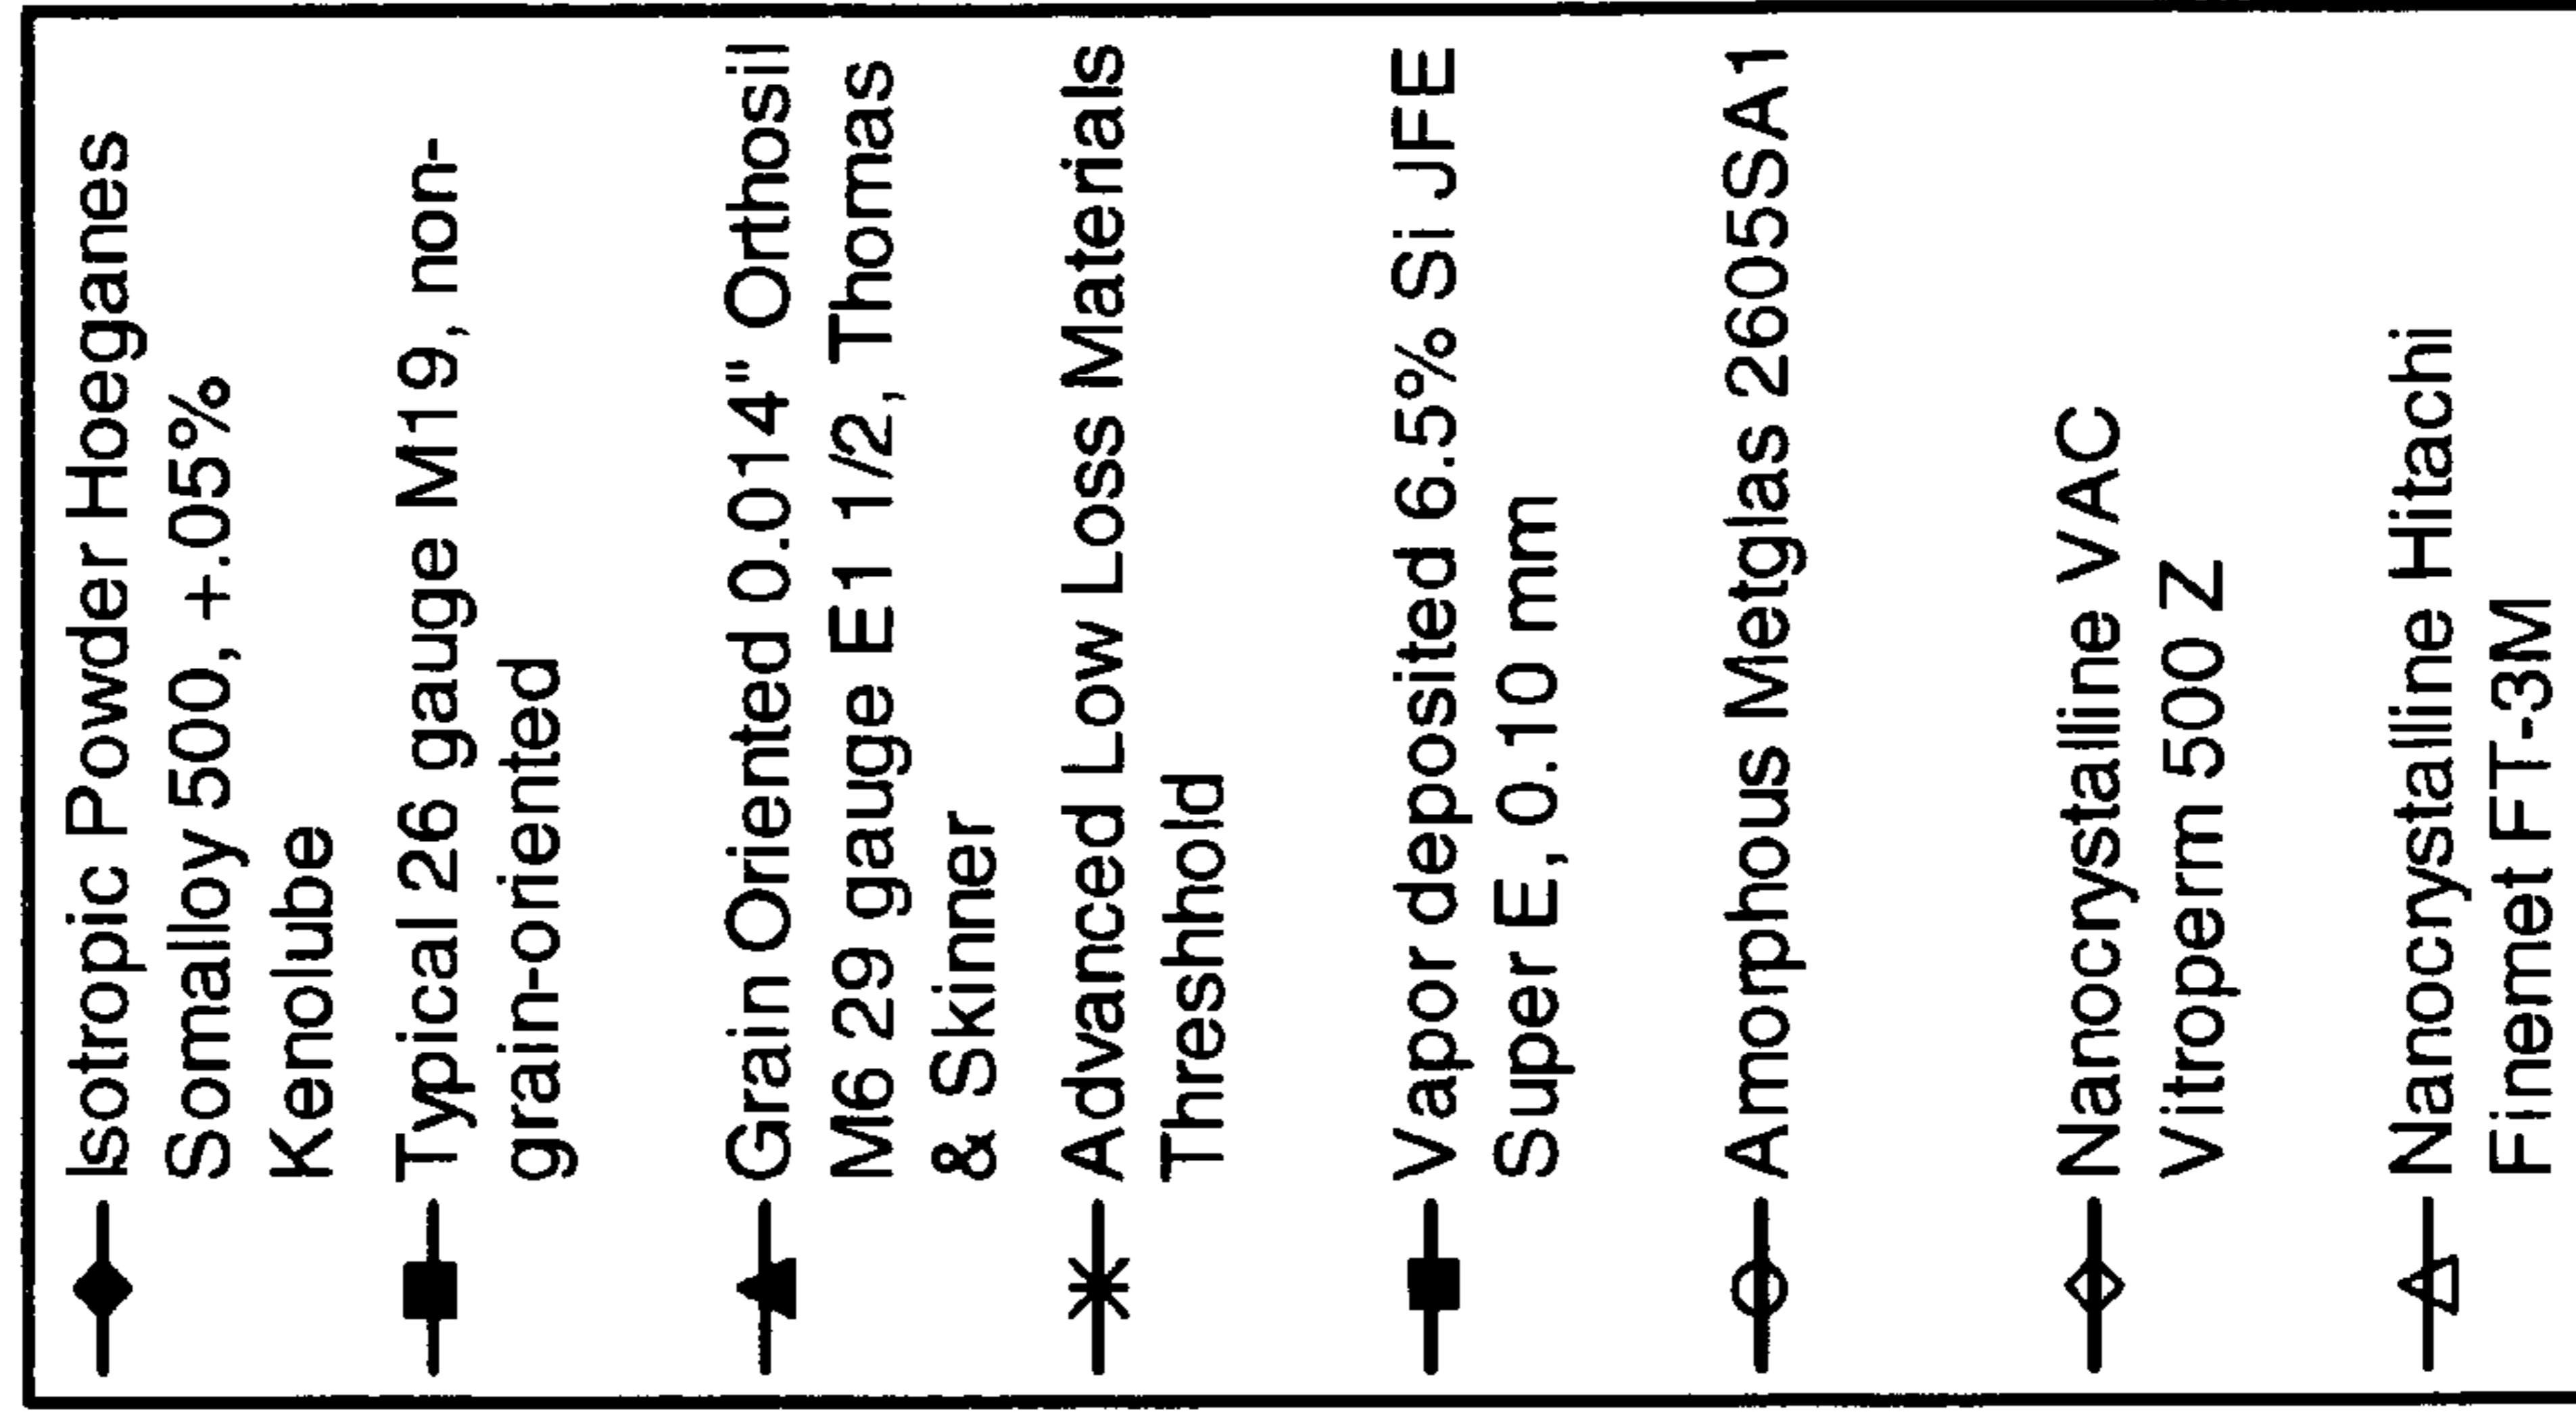 Isotropic Powder Hoeganes
Somalloy 500, +.05%
Kenolube
Typical 26 gauge M19, non-
grain-oriented
Grain Oriented 0.014" Orthosil
M6 29 gauge E1 1/2, Thomas
& Skinner
Advanced Low Loss Materials
Threshhold
Vapor deposited 6.5% Si JFE
Super E, 0.10 mm
Amorphous Metglas 2605SA1
Nanocrystalline VAC
Vitroperm 500 Z
Nanocrystalline Hitachi
Finemet FT-3M